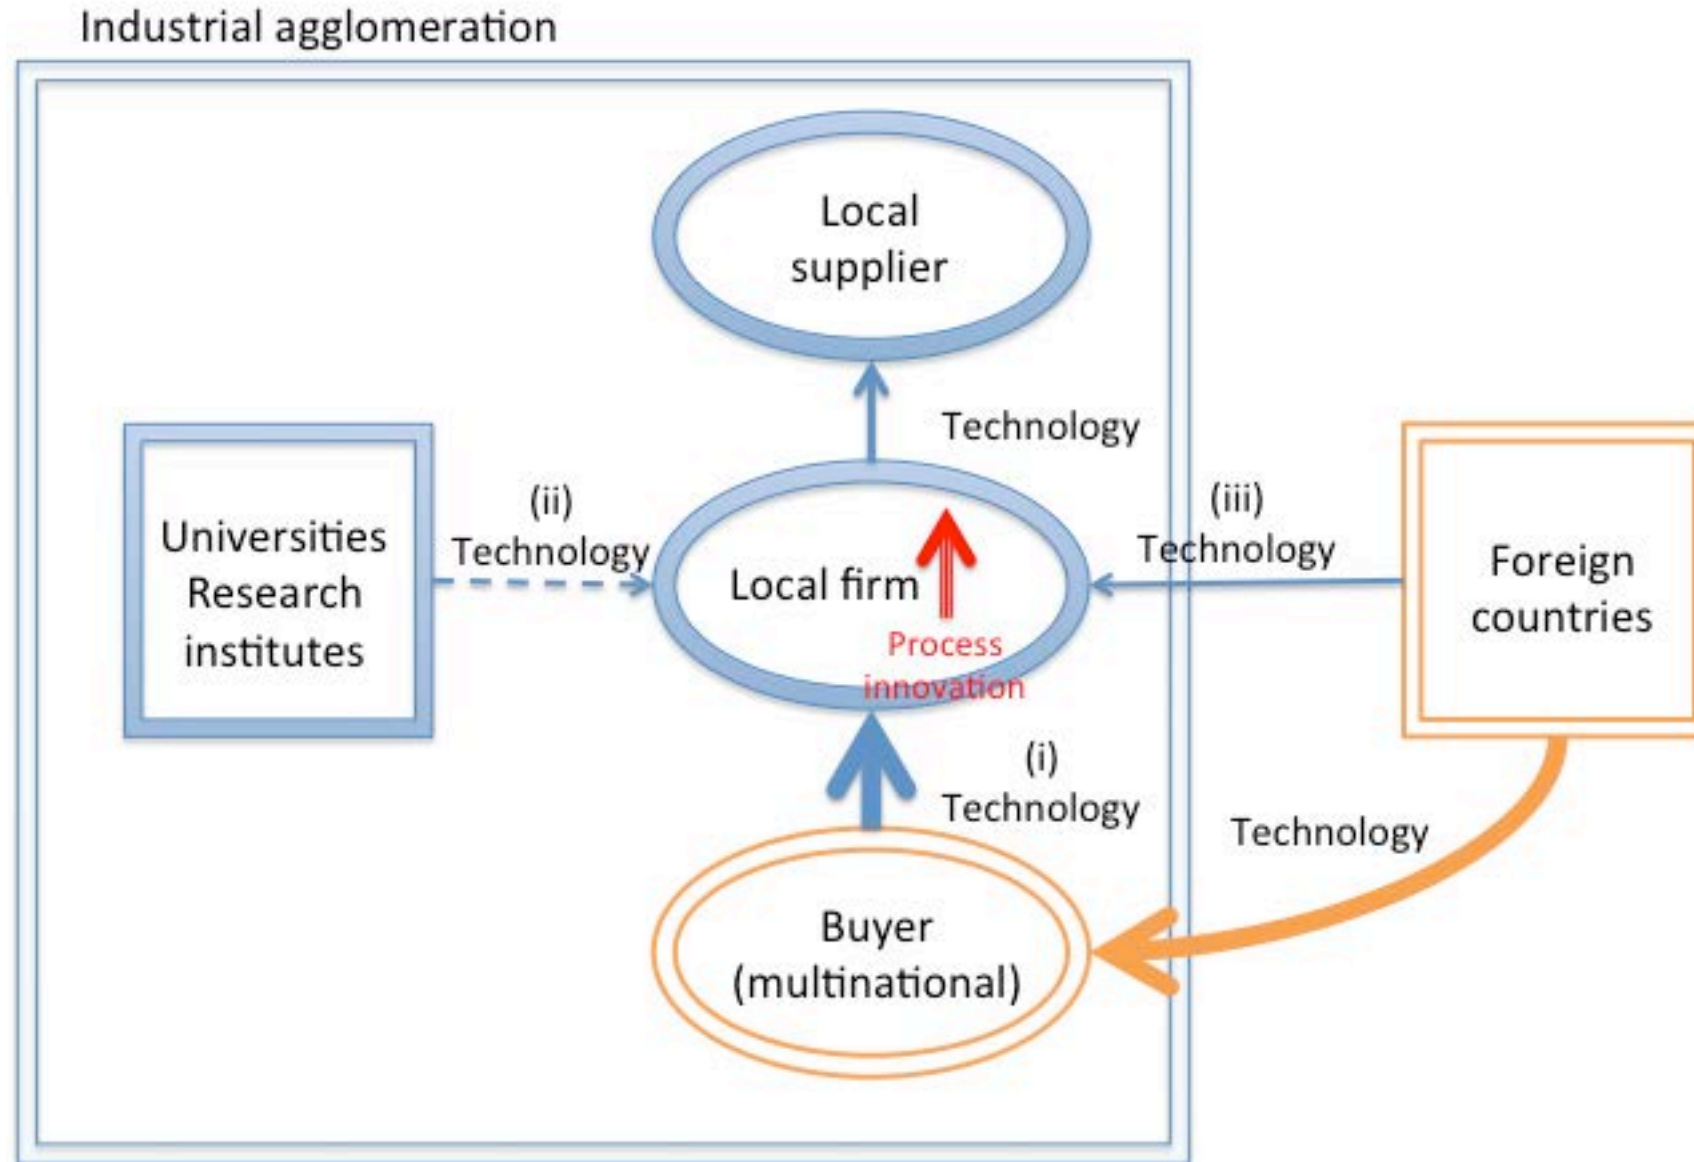 Industrial agglomeration
Local
supplier
Technology
Universities
Research
institutes
(ii)
Technology
Local firm
Process
innovation
(iii)
Technology
Foreign
countries
(i)
Technology
Technology
Buyer
(multinational)